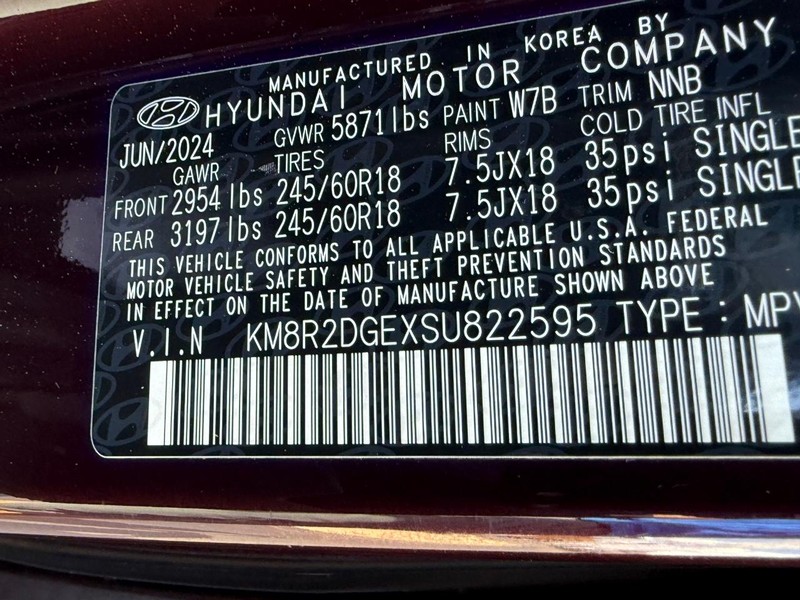 MANUFACTURED IN KOREA BY
HYUNDAI MOTOR COMPANY
JUN/2024 GVWR 5871lbs PAINT W7B TRIM NNB
GAWR TIRES RIMS COLD TIRE INFL
FRONT 2954 lbs 245/60R18 7.5JX18 35psi SINGLE
REAR 3197 lbs 245/60R18 7.5JX18 35psi SINGLE
THIS VEHICLE CONFORMS TO ALL APPLICABLE U.S.A. FEDERAL
MOTOR VEHICLE SAFETY AND THEFT PREVENTION STANDARDS
IN EFFECT ON THE DATE OF MANUFACTURE SHOWN ABOVE
V.I.N KM8R2DGEXSU822595 TYPE : MPV